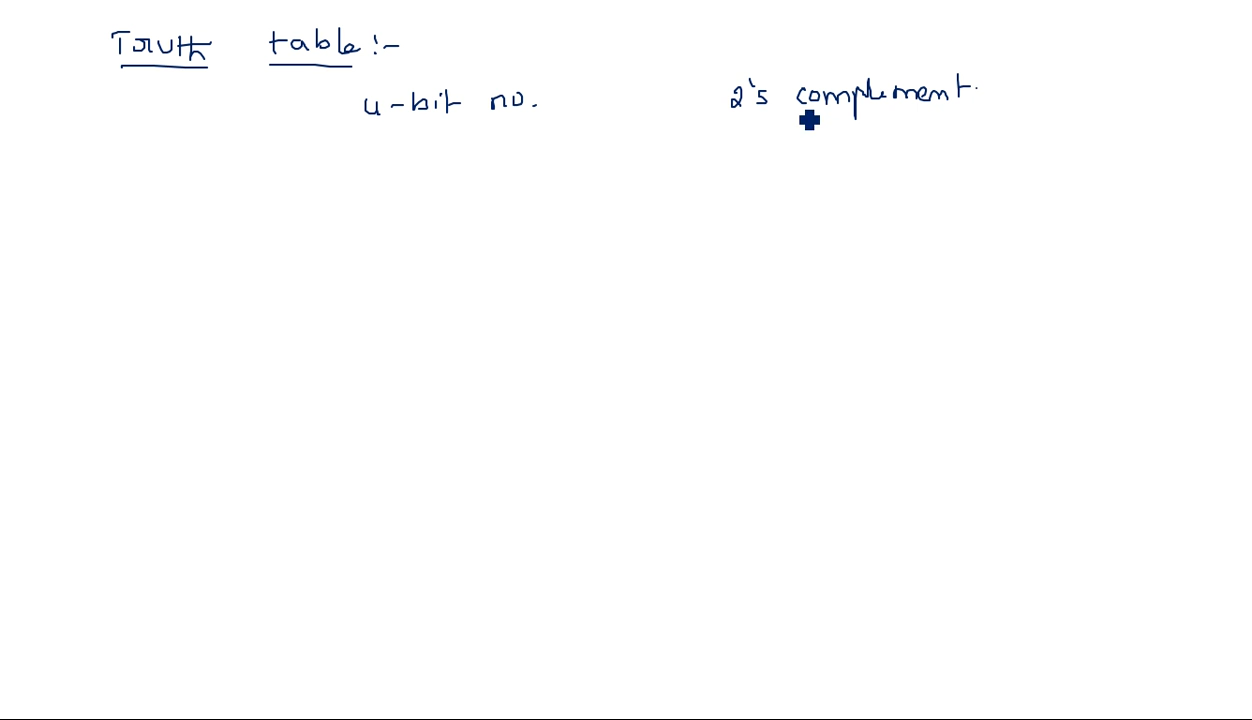 Truth table :-
4-bit no. 2's complement.